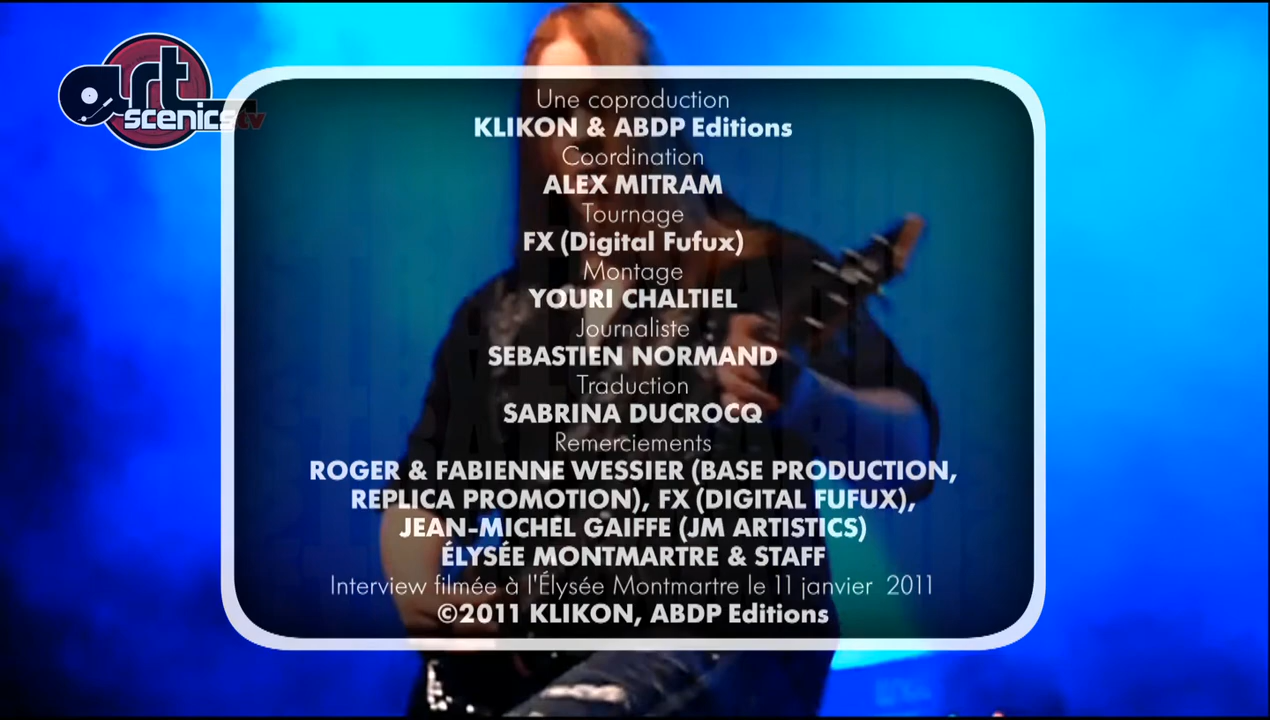 art
scenics tv
Une coproduction
KLIKON & ABDP Editions
Coordination
ALEX MITRAM
Tournage
FX (Digital Fufux)
Montage
YOURI CHALTIEL
Journaliste
SEBASTIEN NORMAND
Traduction
SABRINA DUCROCQ
Remerciements
ROGER & FABIENNE WESSIER (BASE PRODUCTION,
REPLICA PROMOTION), FX (DIGITAL FUFUX),
JEAN-MICHEL GAIFFE (JM ARTISTICS)
ÉLYSÉE MONTMARTRE & STAFF
Interview filmée à l'Élysée Montmartre le 11 janvier 2011
©2011 KLIKON, ABDP Editions